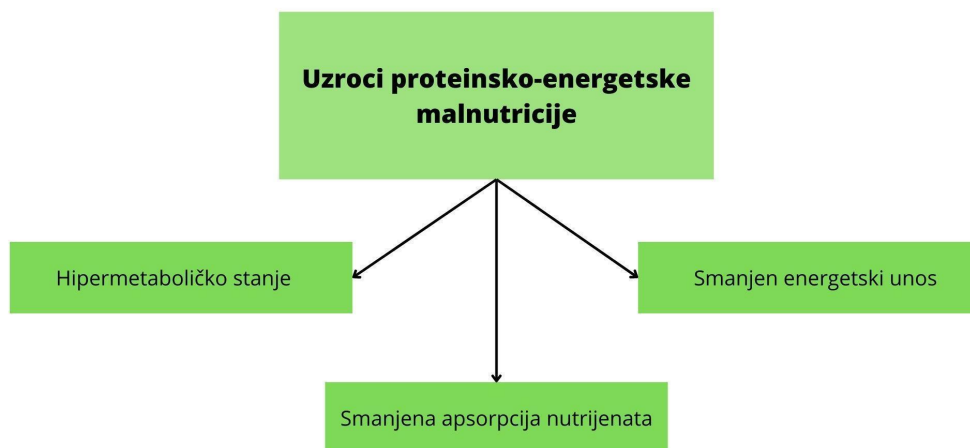 Uzroci proteinsko-energetske
malnutricije
Hipermetaboličko stanje
Smanjen energetski unos
Smanjena apsorpcija nutrijenata